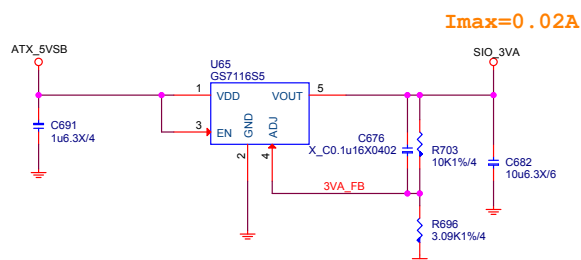 Imax=0.02A
ATX_5VSB
SIO_3VA
U65
GS7116S5
1
VDD
VOUT
5
3
EN
GND
ADJ
2
4
C691
1u6.3X/4
C676
X_C0.1u16X0402
R703
10K1%/4
C682
10u6.3X/6
3VA_FB
R696
3.09K1%/4